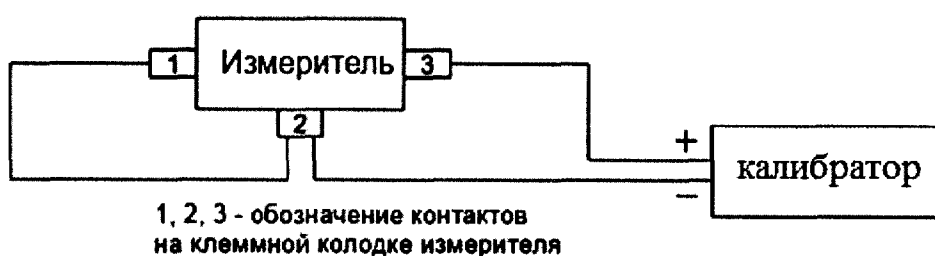 1 Измеритель 3
2
+
калибратор
−
1, 2, 3 - обозначение контактов
на клеммной колодке измерителя